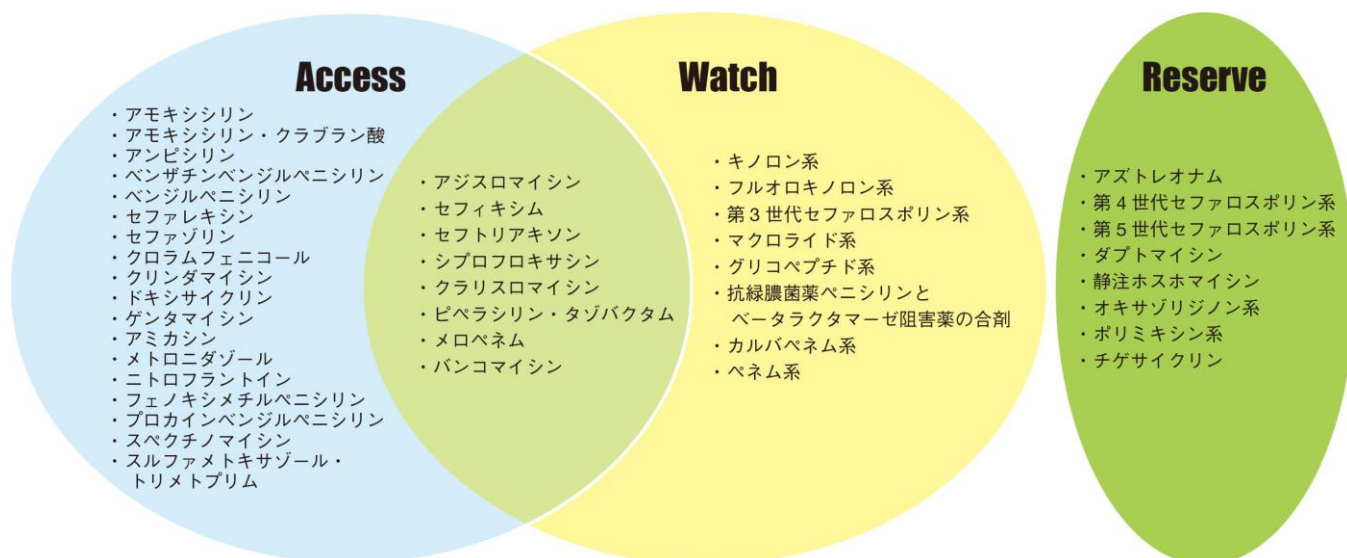 Access
・アモキシシリン
・アモキシシリン・クラブラン酸
・アンピシリン
・ベンザチンベンジルペニシリン
・ベンジルペニシリン
・セファレキシン
・セファゾリン
・クロラムフェニコール
・クリンダマイシン
・ドキシサイクリン
・ゲンタマイシン
・アミカシン
・メトロニダゾール
・ニトロフラントイン
・フェノキシメチルペニシリン
・プロカインベンジルペニシリン
・スペクチノマイシン
・スルファメトキサゾール・
トリメトプリム
・アジスロマイシン
・セフィキシム
・セフトリアキソン
・シプロフロキサシン
・クラリスロマイシン
・ピペラシリン・タゾバクタム
・メロペネム
・バンコマイシン
Watch
・キノロン系
・フルオロキノロン系
・第3世代セファロスポリン系
・マクロライド系
・グリコペプチド系
・抗緑膿菌薬ペニシリンと
ベータラクタマーゼ阻害薬の合剤
・カルバペネム系
・ペネム系
Reserve
・アズトレオナム
・第4世代セファロスポリン系
・第5世代セファロスポリン系
・ダプトマイシン
・静注ホスホマイシン
・オキサゾリジノン系
・ポリミキシン系
・チゲサイクリン